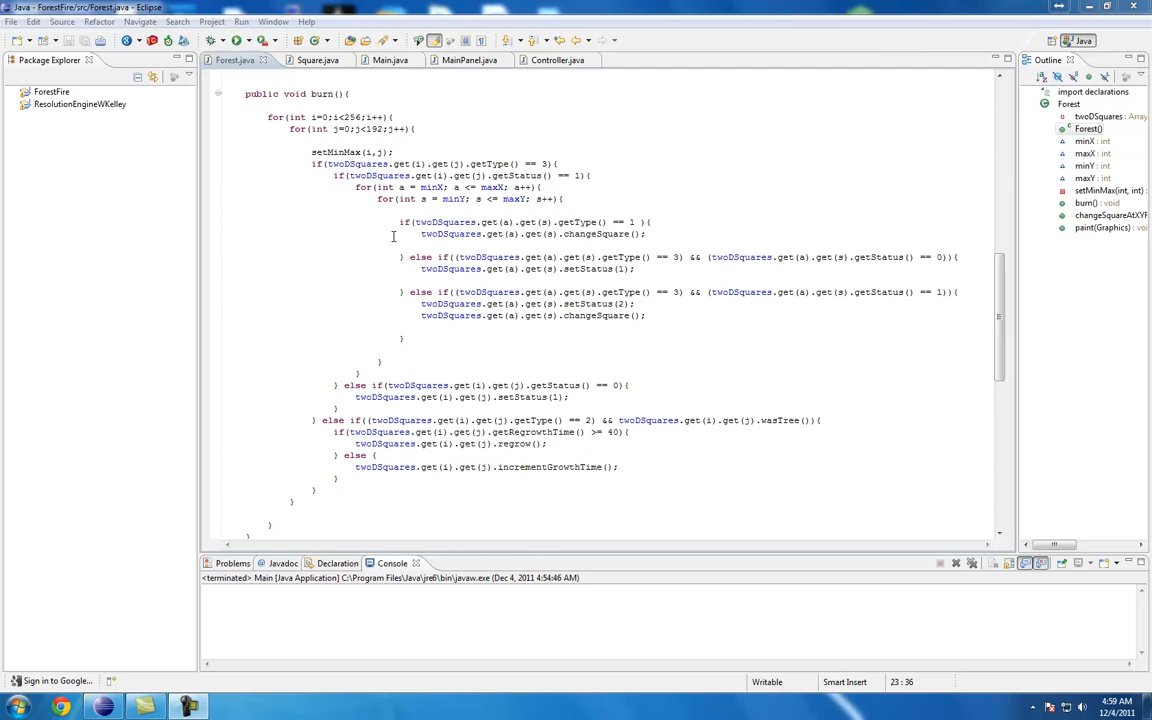 Java - ForestFire/src/Forest.java - Eclipse
File Edit Source Refactor Navigate Search Project Run Window Help
Java
Package Explorer
Forest.java Square.java Main.java MainPanel.java Controller.java
Outline
ForestFire
ResolutionEngineWKelley
public void burn(){
for(int i=0;i<256;i++){
for(int j=0;j<192;j++){
setMinMax(i,j);
if(twoDSquares.get(i).get(j).getType() == 3){
if(twoDSquares.get(i).get(j).getStatus() == 1){
for(int a = minX; a <= maxX; a++){
for(int s = minY; s <= maxY; s++){
if(twoDSquares.get(a).get(s).getType() == 1 ){
twoDSquares.get(a).get(s).changeSquare();
} else if((twoDSquares.get(a).get(s).getType() == 3) && (twoDSquares.get(a).get(s).getStatus() == 0)){
twoDSquares.get(a).get(s).setStatus(1);
} else if((twoDSquares.get(a).get(s).getType() == 3) && (twoDSquares.get(a).get(s).getStatus() == 1)){
twoDSquares.get(a).get(s).setStatus(2);
twoDSquares.get(a).get(s).changeSquare();
}
}
}
} else if(twoDSquares.get(i).get(j).getStatus() == 0){
twoDSquares.get(i).get(j).setStatus(1);
}
} else if((twoDSquares.get(i).get(j).getType() == 2) && twoDSquares.get(i).get(j).wasTree()){
if(twoDSquares.get(i).get(j).getRegrowthTime() >= 40){
twoDSquares.get(i).get(j).regrow();
} else {
twoDSquares.get(i).get(j).incrementGrowthTime();
}
}
}
}
}
import declarations
Forest
twoDSquares : Array
Forest()
minX : int
maxX : int
minY : int
maxY : int
setMinMax(int, int) :
burn() : void
changeSquareAtXY
paint(Graphics) : void
Problems Javadoc Declaration Console
<terminated> Main [Java Application] C:\Program Files\Java\jre6\bin\javaw.exe (Dec 4, 2011 4:54:46 AM)
Sign in to Google...
Writable Smart Insert 23 : 36
4:59 AM
12/4/2011